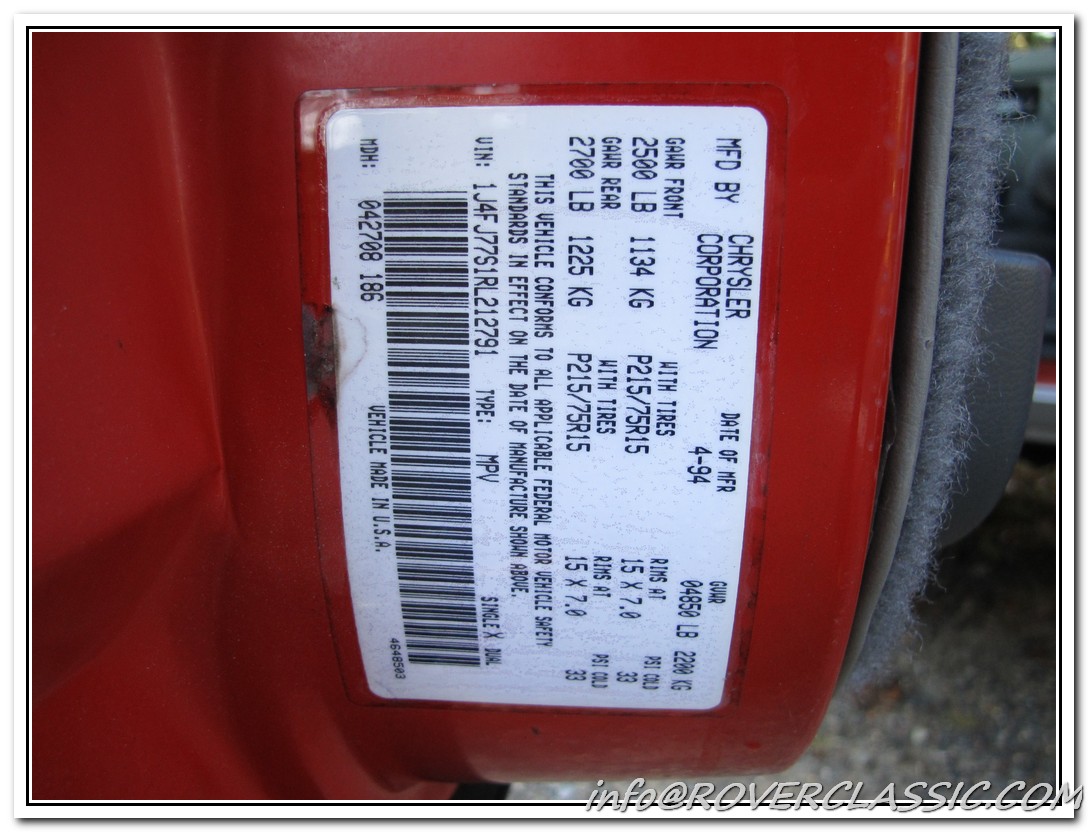 MFD BY CHRYSLER CORPORATION DATE OF MFR 4-94 GVWR 04850 LB 2200 KG
GAWR FRONT WITH TIRES RIMS AT PSI COLD
2500 LB 1134 KG P215/75R15 15 X 7.0 33
GAWR REAR WITH TIRES RIMS AT PSI COLD
2700 LB 1225 KG P215/75R15 15 X 7.0 33
THIS VEHICLE CONFORMS TO ALL APPLICABLE FEDERAL MOTOR VEHICLE SAFETY
STANDARDS IN EFFECT ON THE DATE OF MANUFACTURE SHOWN ABOVE.
VIN: 1J4FJ77S1RL212791 TYPE: MPV SINGLE X DUAL
MDH: 042708 186 VEHICLE MADE IN U.S.A. 4648503
info@ROVERCLASSIC.COM